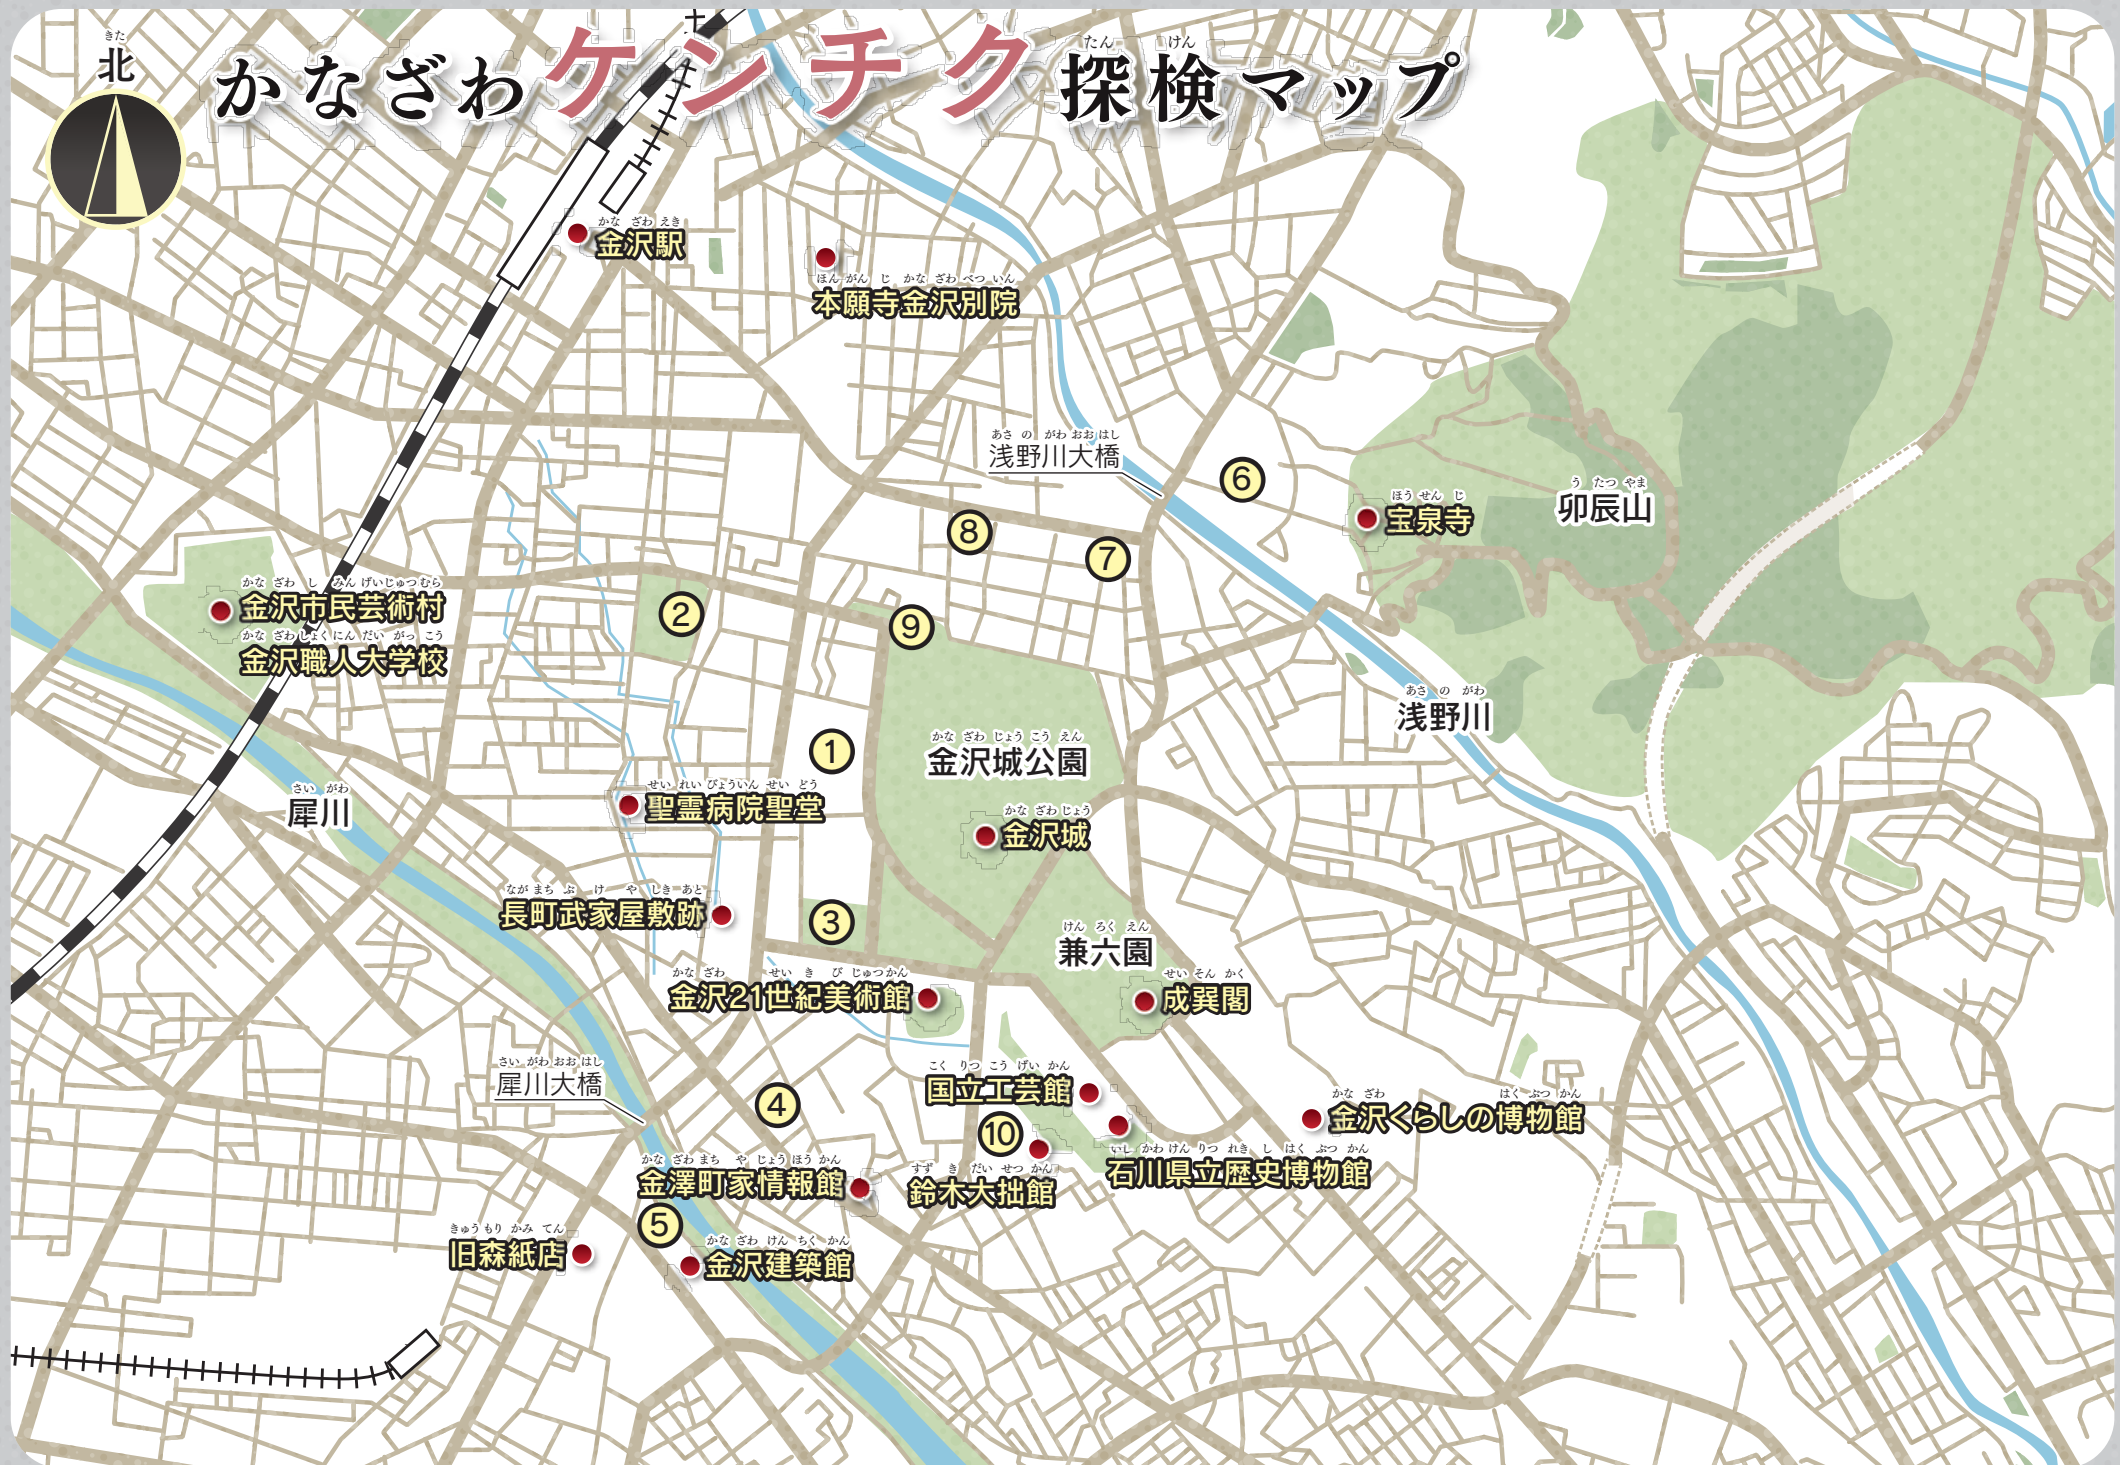 きた
北
かなざわケンチク探検マップ
たん けん
かな ざわ えき
金沢駅
ほん がん じ かな ざわ べつ いん
本願寺金沢別院
あさ の がわ おお はし
浅野川大橋
⑥
ほう せん じ
宝泉寺
う たつ やま
卯辰山
⑧
⑦
かな ざわ し みん げいじゅつ むら
金沢市民芸術村
かな ざわ しょく にん だい がっ こう
金沢職人大学校
②
⑨
あさ の がわ
浅野川
①
かな ざわ じょう こう えん
金沢城公園
さい がわ
犀川
せい れい びょういん せい どう
聖霊病院聖堂
かな ざわ じょう
金沢城
なが まち ぶ け や しき あと
長町武家屋敷跡
③
けん ろく えん
兼六園
かな ざわ せい き び じゅつ かん
金沢21世紀美術館
せい そん かく
成巽閣
さい がわ おお はし
犀川大橋
こく りつ こう げい かん
国立工芸館
④
⑩
かな ざわ はく ぶつ かん
金沢くらしの博物館
いし かわ けん りつ れき し はく ぶつ かん
石川県立歴史博物館
かな ざわ まち や じょう ほう かん
金澤町家情報館
すず き だい せつ かん
鈴木大拙館
⑤
きゅう もり かみ てん
旧森紙店
かな ざわ けん ちく かん
金沢建築館